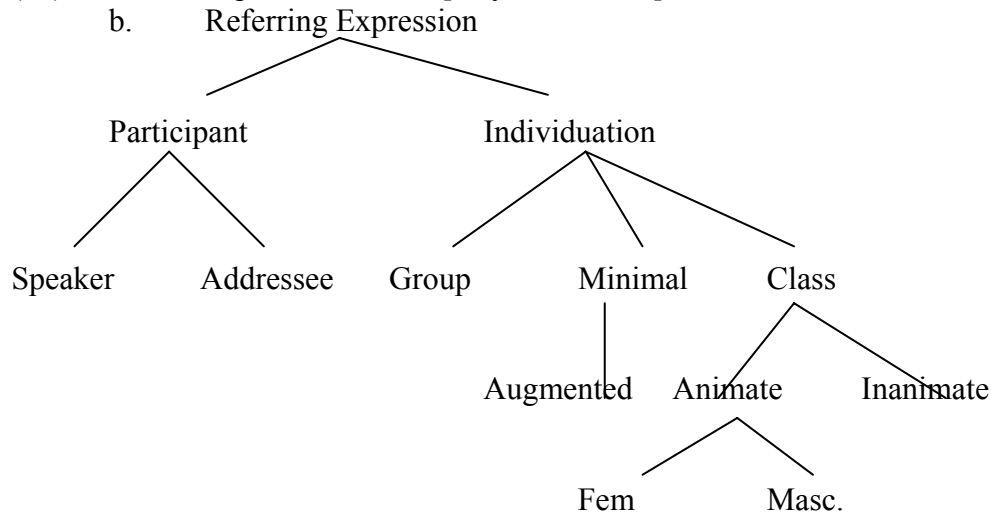 b. Referring Expression
Participant Individuation
Speaker Addressee Group Minimal Class
Augmented Animate Inanimate
Fem Masc.